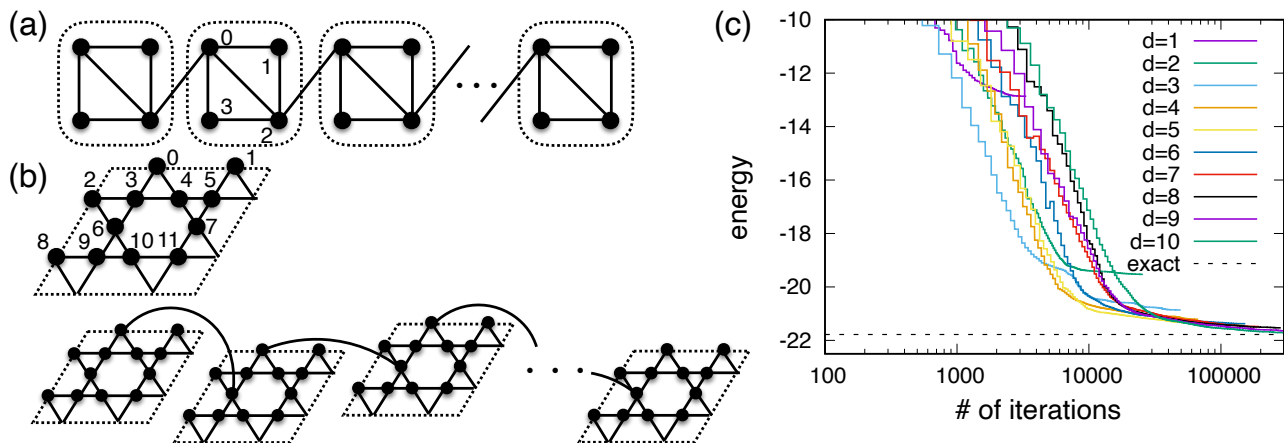 (a)
0
1
3
2
. . .
(b)
0
1
2
3
4
5
6
7
8
9
10
11
. . .
(c)
-10
-12
-14
-16
-18
-20
-22
energy
100
1000
10000
100000
# of iterations
d=1
d=2
d=3
d=4
d=5
d=6
d=7
d=8
d=9
d=10
exact